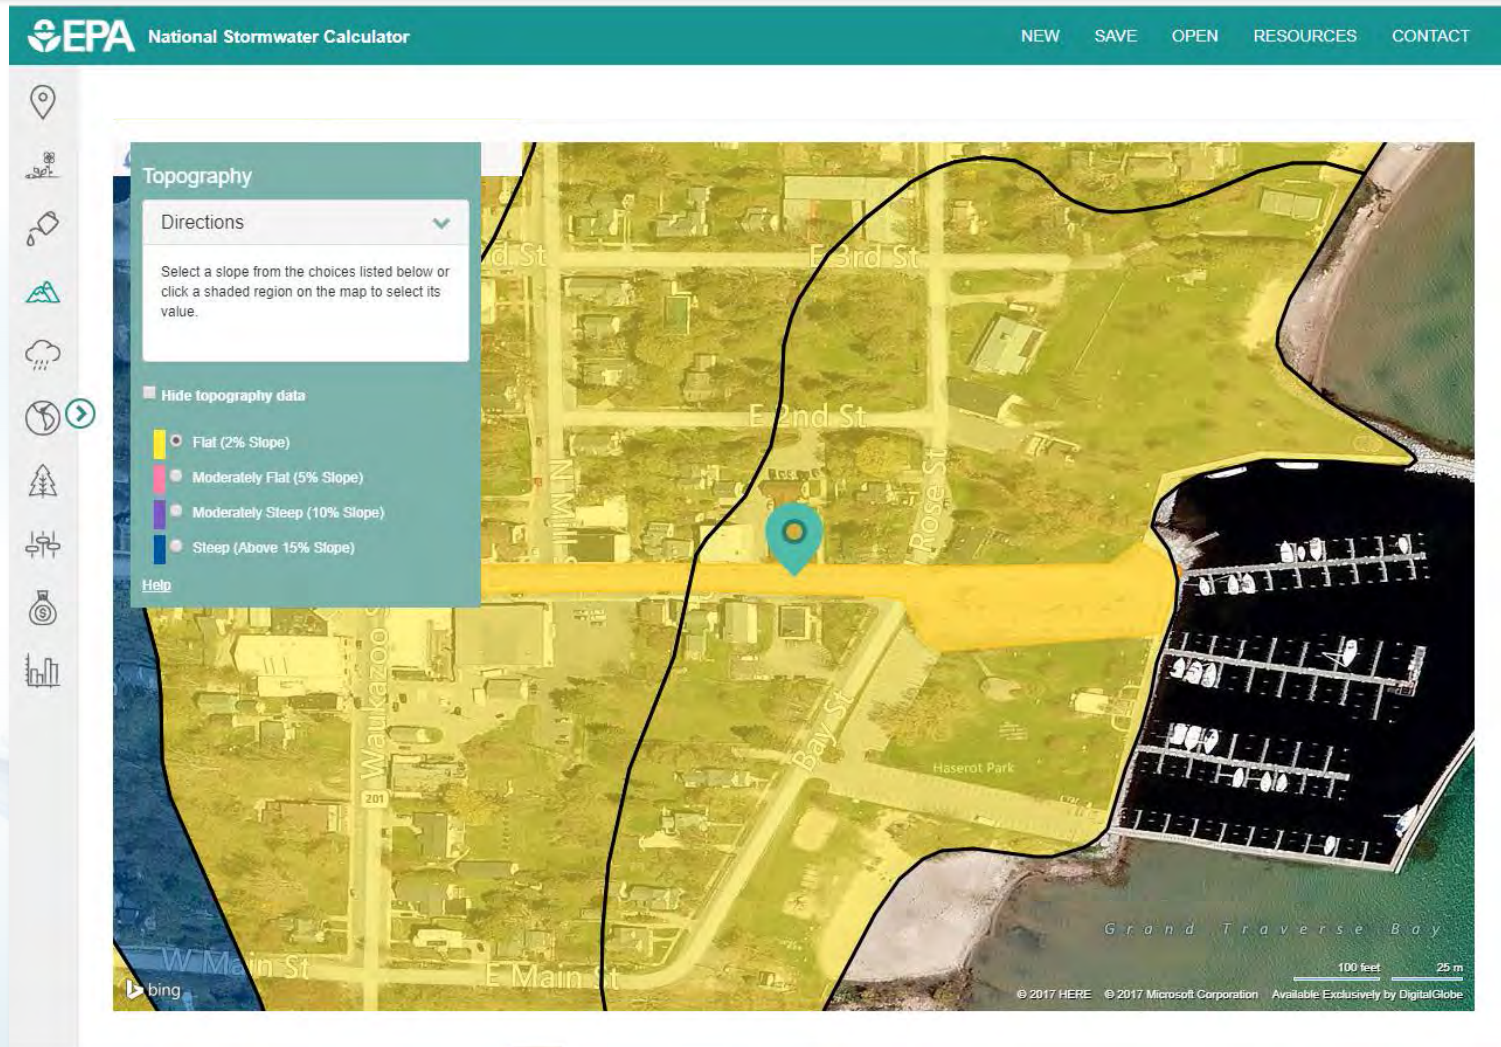 EPA National Stormwater Calculator
NEW SAVE OPEN RESOURCES CONTACT
Topography
Directions
Select a slope from the choices listed below or
click a shaded region on the map to select its
value.
Hide topography data
Flat (2% Slope)
Moderately Flat (5% Slope)
Moderately Steep (10% Slope)
Steep (Above 15% Slope)
Help
d St
E 3rd St
E 2nd St
N Mill
Rose St
Waukazoo S
201
Bay St
Haserot Park
W Main St
E Main St
Grand Traverse Bay
bing
100 feet 25 m
© 2017 HERE © 2017 Microsoft Corporation Available Exclusively by DigitalGlobe